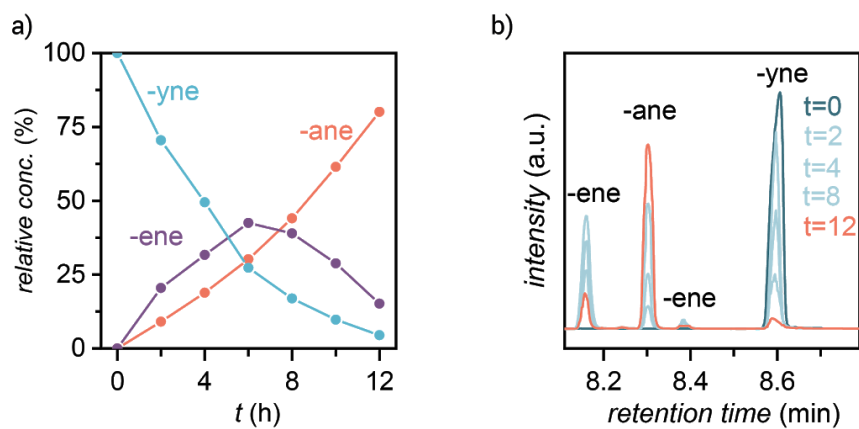 a)
relative conc. (%)
100
75
50
25
0
-yne
-ane
-ene
0
4
8
12
t (h)
b)
intensity (a.u.)
-ene
-ane
-ene
-yne
t=0
t=2
t=4
t=8
t=12
8.2
8.4
8.6
retention time (min)